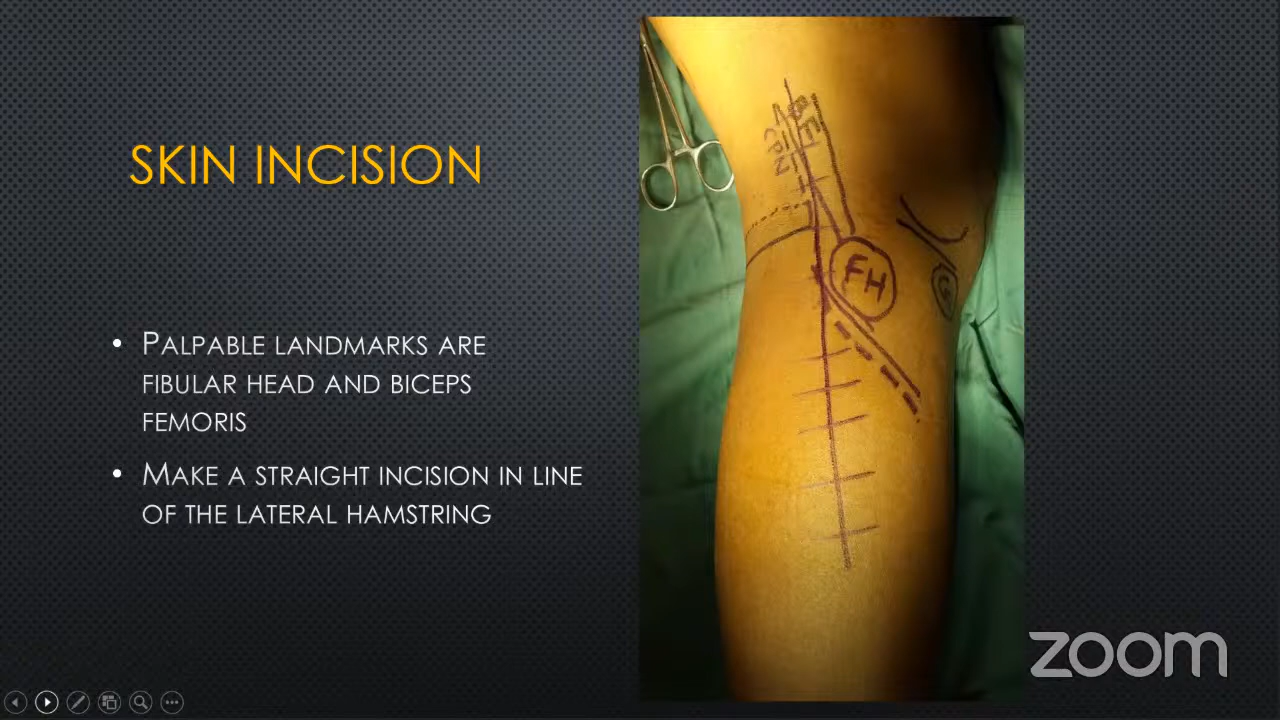 SKIN INCISION
• PALPABLE LANDMARKS ARE
FIBULAR HEAD AND BICEPS
FEMORIS
• MAKE A STRAIGHT INCISION IN LINE
OF THE LATERAL HAMSTRING
BF
CPN
FH
G
zoom